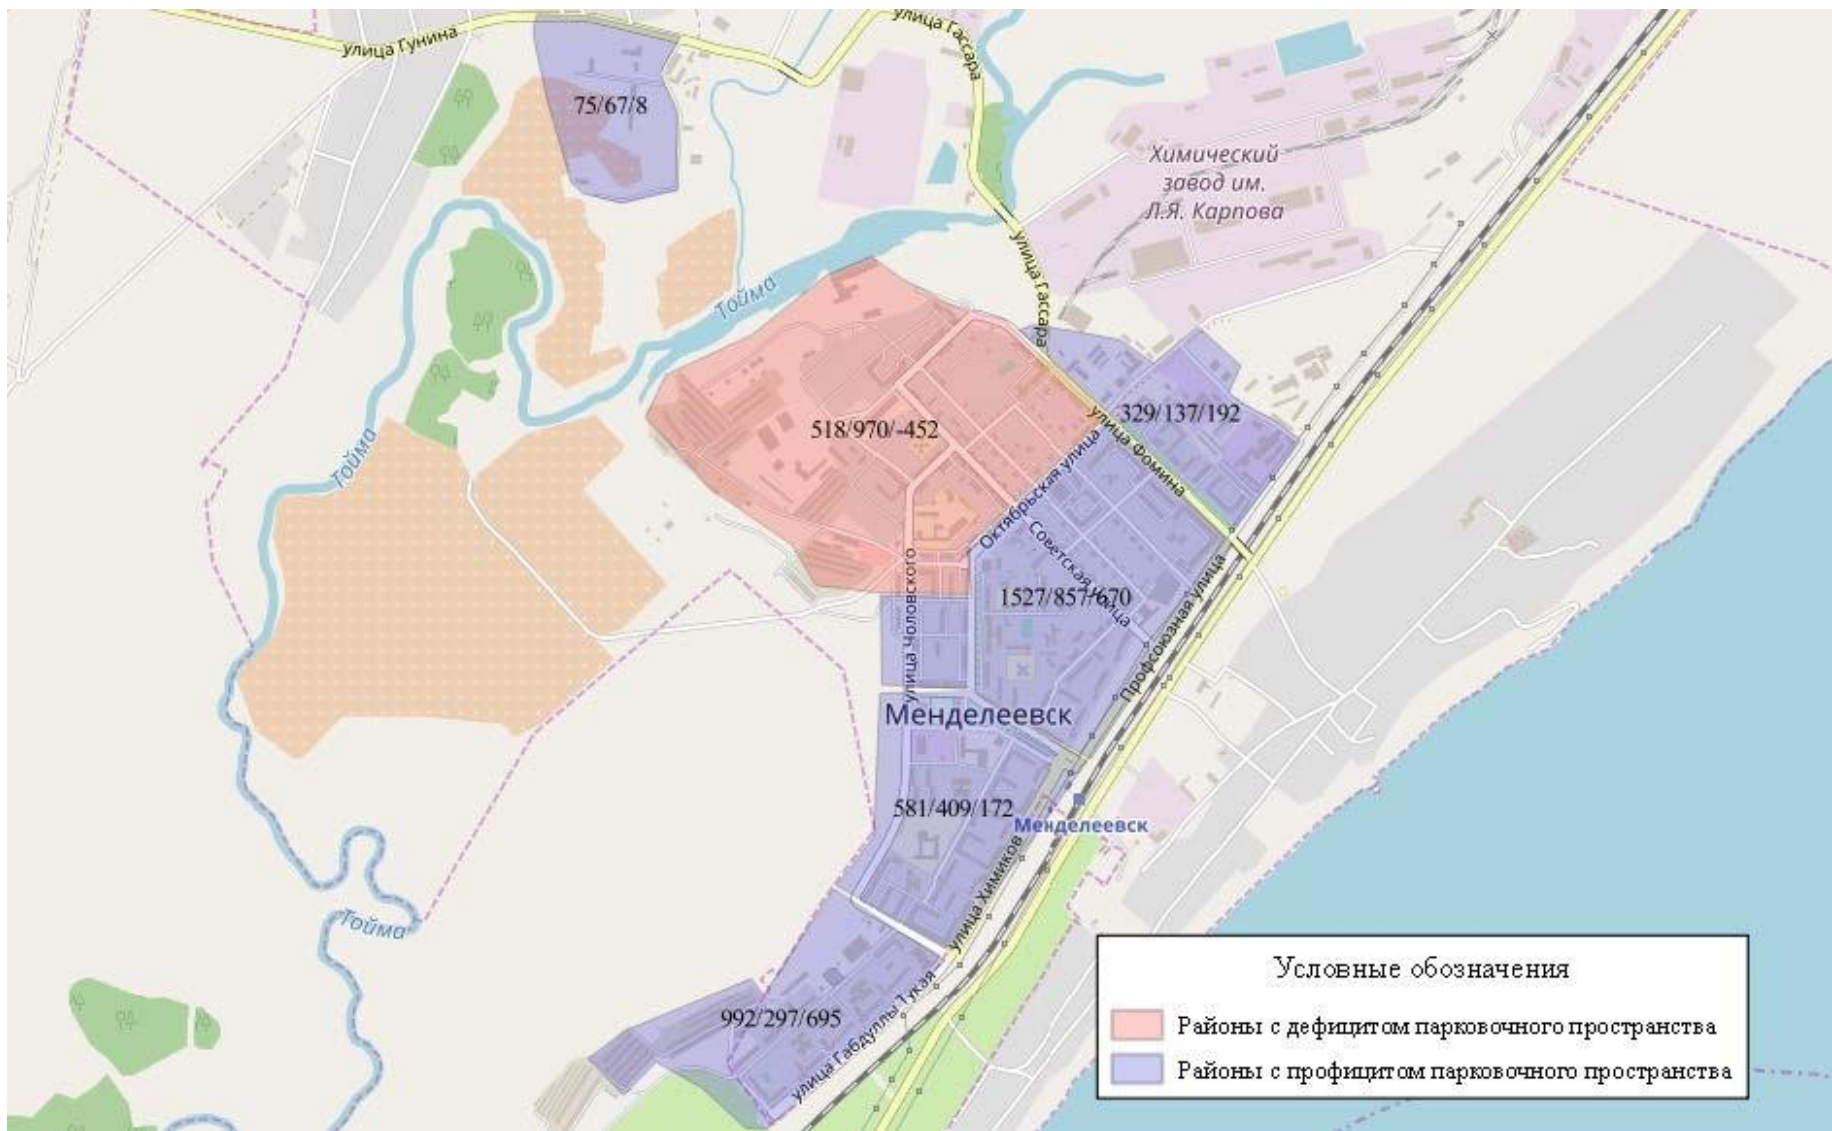 улица Гассара
улица Гунина
75/67/8
Химический
завод им.
Л.Я. Карпова
улица Гассара
Тойма
518/970/-452
329/137/192
улица Фомина
Октябрьская улица
Тойма
Советская улица
улица Чоловского
1527/857/670
Профсоюзная улица
Менделеевск
581/409/172
Менделеевск
улица Химиков
Тойма
992/297/695
улица Габдуллы Тукая
Условные обозначения
Районы с дефицитом парковочного пространства
Районы с профицитом парковочного пространства